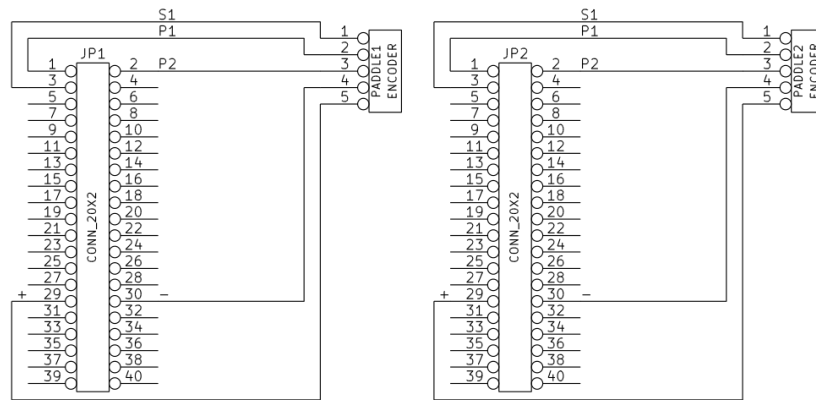 S1
P1
JP1
1 2 P2
3 4
5 6
7 8
9 10
11 12
13 14
15 16
17 18
19 20
21 22
23 24
25 26
27 28
+ 29 30 -
31 32
33 34
35 36
37 38
39 40
CONN_20X2
1
2
3
4
5
PADDLE1
ENCODER
S1
P1
JP2
1 2 P2
3 4
5 6
7 8
9 10
11 12
13 14
15 16
17 18
19 20
21 22
23 24
25 26
27 28
+ 29 30 -
31 32
33 34
35 36
37 38
39 40
CONN_20X2
1
2
3
4
5
PADDLE2
ENCODER